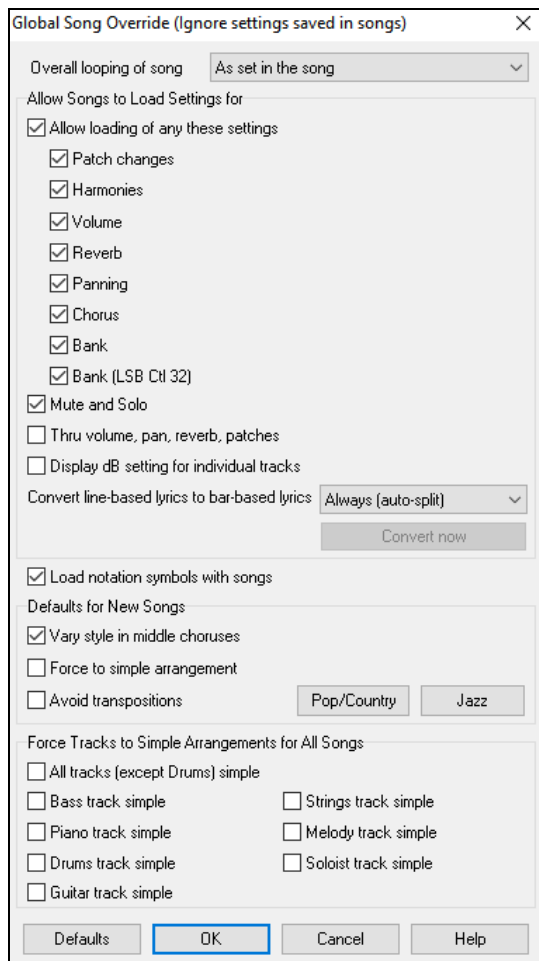 Global Song Override (Ignore settings saved in songs)
Overall looping of song As set in the song
Allow Songs to Load Settings for
Allow loading of any these settings
Patch changes
Harmonies
Volume
Reverb
Panning
Chorus
Bank
Bank (LSB Ctl 32)
Mute and Solo
Thru volume, pan, reverb, patches
Display dB setting for individual tracks
Convert line-based lyrics to bar-based lyrics Always (auto-split)
Convert now
Load notation symbols with songs
Defaults for New Songs
Vary style in middle choruses
Force to simple arrangement
Avoid transpositions Pop/Country Jazz
Force Tracks to Simple Arrangements for All Songs
All tracks (except Drums) simple
Bass track simple Strings track simple
Piano track simple Melody track simple
Drums track simple Soloist track simple
Guitar track simple
Defaults OK Cancel Help